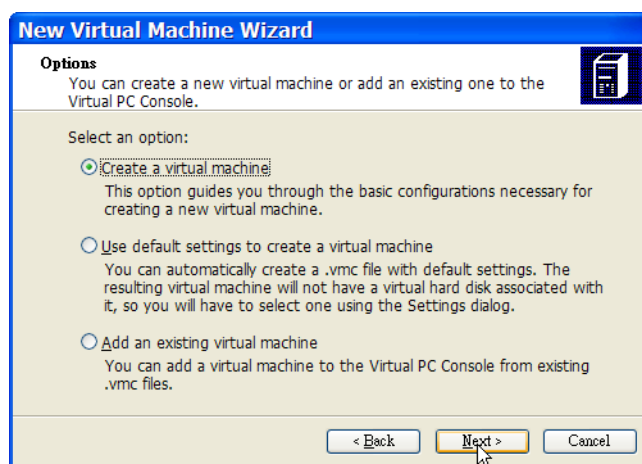 New Virtual Machine Wizard
Options
You can create a new virtual machine or add an existing one to the
Virtual PC Console.
Select an option:
Create a virtual machine
This option guides you through the basic configurations necessary for
creating a new virtual machine.
Use default settings to create a virtual machine
You can automatically create a .vmc file with default settings. The
resulting virtual machine will not have a virtual hard disk associated with
it, so you will have to select one using the Settings dialog.
Add an existing virtual machine
You can add a virtual machine to the Virtual PC Console from existing
.vmc files.
< Back Next > Cancel